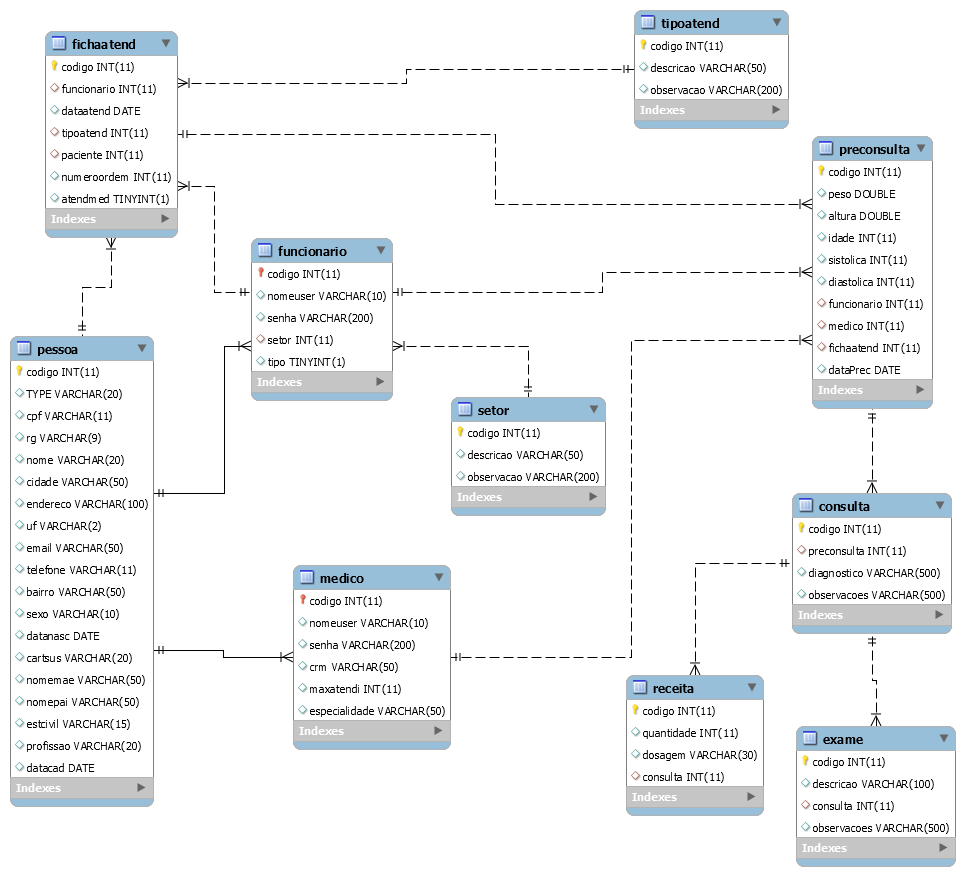 fichaatend
codigo INT(11)
funcionario INT(11)
dataatend DATE
tipoatend INT(11)
paciente INT(11)
numeroordem INT(11)
atendmed TINYINT(1)
Indexes
tipoatend
codigo INT(11)
descricao VARCHAR(50)
observacao VARCHAR(200)
Indexes
preconsulta
codigo INT(11)
peso DOUBLE
altura DOUBLE
idade INT(11)
sistolica INT(11)
diastolica INT(11)
funcionario INT(11)
medico INT(11)
fichaatend INT(11)
dataPrec DATE
Indexes
funcionario
codigo INT(11)
nomeuser VARCHAR(10)
senha VARCHAR(200)
setor INT(11)
tipo TINYINT(1)
Indexes
pessoa
codigo INT(11)
TYPE VARCHAR(20)
cpf VARCHAR(11)
rg VARCHAR(9)
nome VARCHAR(20)
cidade VARCHAR(50)
endereco VARCHAR(100)
uf VARCHAR(2)
email VARCHAR(50)
telefone VARCHAR(11)
bairro VARCHAR(50)
sexo VARCHAR(10)
datanasc DATE
cartsus VARCHAR(20)
nomemae VARCHAR(50)
nomepai VARCHAR(50)
estcivil VARCHAR(15)
profissao VARCHAR(20)
datacad DATE
Indexes
setor
codigo INT(11)
descricao VARCHAR(50)
observacao VARCHAR(200)
Indexes
medico
codigo INT(11)
nomeuser VARCHAR(10)
senha VARCHAR(200)
crm VARCHAR(50)
maxatendi INT(11)
especialidade VARCHAR(50)
Indexes
consulta
codigo INT(11)
preconsulta INT(11)
diagnostico VARCHAR(500)
observacoes VARCHAR(500)
Indexes
receita
codigo INT(11)
quantidade INT(11)
dosagem VARCHAR(30)
consulta INT(11)
Indexes
exame
codigo INT(11)
descricao VARCHAR(100)
consulta INT(11)
observacoes VARCHAR(500)
Indexes